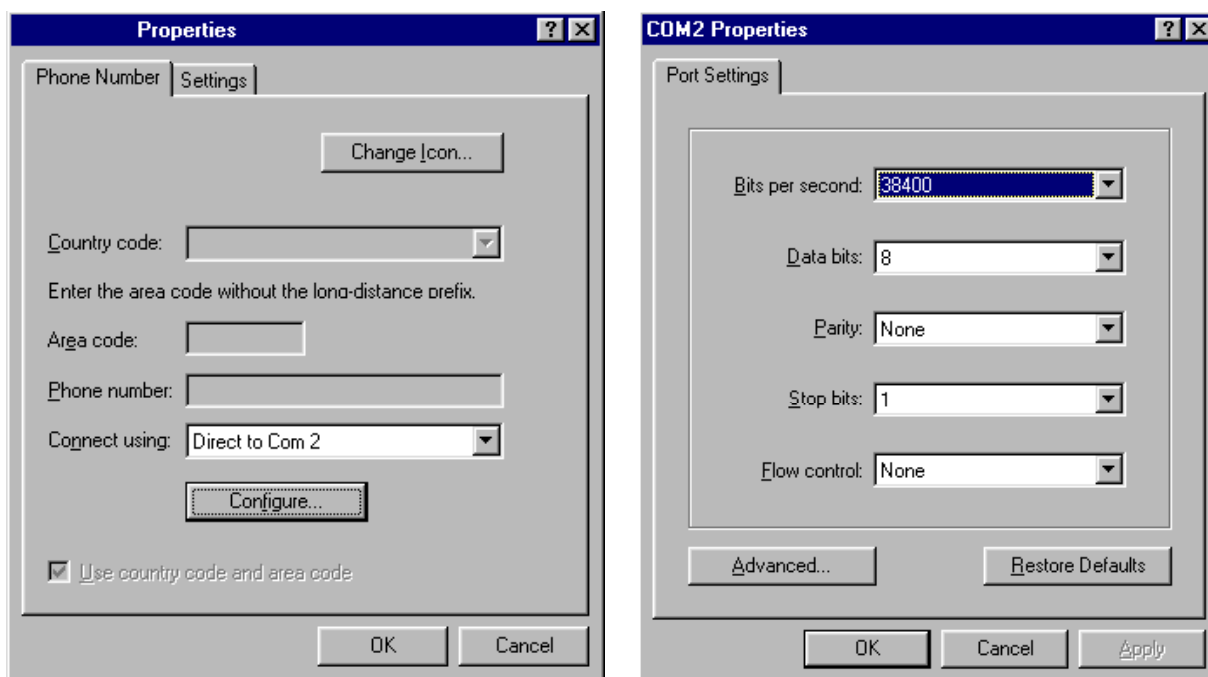 Properties
Phone Number
Settings
Change Icon...
Country code:
Enter the area code without the long-distance prefix.
Area code:
Phone number:
Connect using: Direct to Com 2
Configure...
Use country code and area code
OK Cancel
COM2 Properties
Port Settings
Bits per second: 38400
Data bits: 8
Parity: None
Stop bits: 1
Flow control: None
Advanced... Restore Defaults
OK Cancel Apply